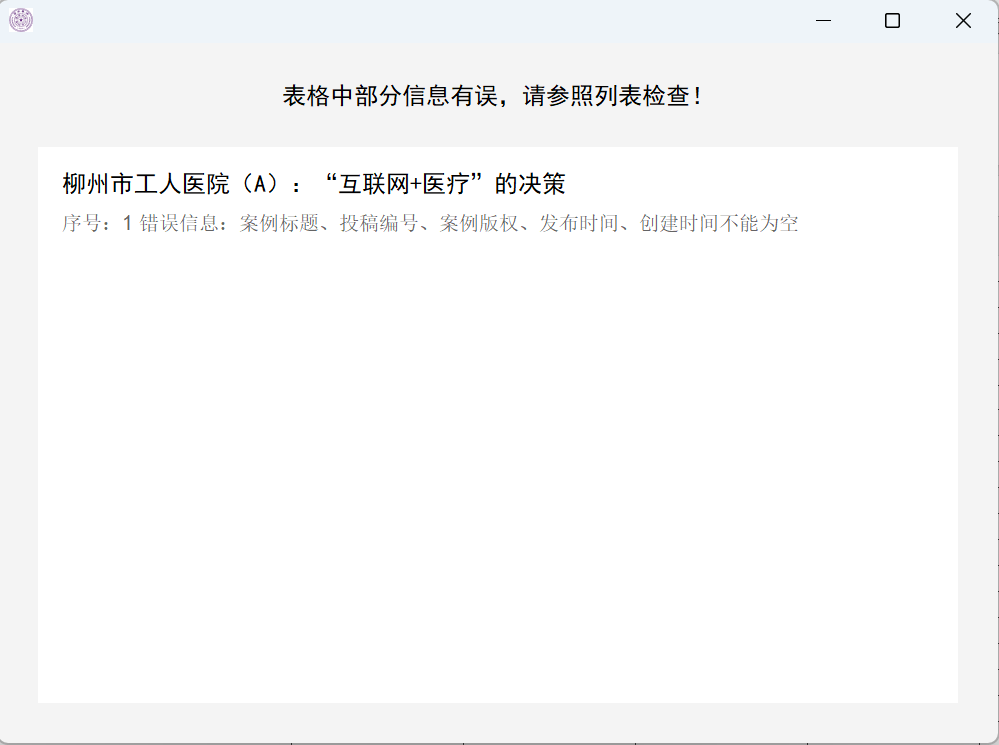 表格中部分信息有误，请参照列表检查！
柳州市工人医院（A）：“互联网+医疗”的决策
序号：1 错误信息：案例标题、投稿编号、案例版权、发布时间、创建时间不能为空